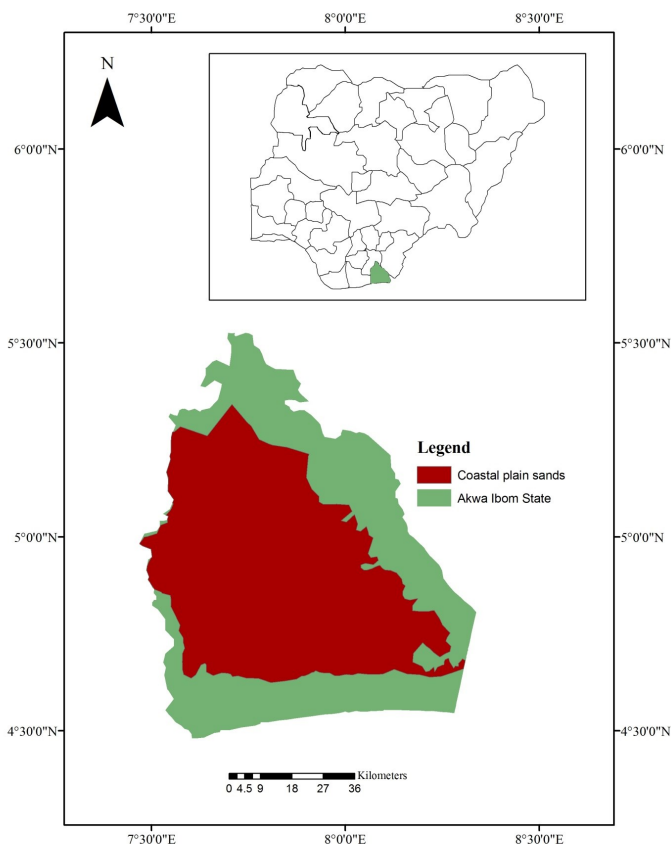 7°30'0"E 8°0'0"E 8°30'0"E
N
6°0'0"N 6°0'0"N
5°30'0"N 5°30'0"N
Legend
Coastal plain sands
Akwa Ibom State
5°0'0"N 5°0'0"N
4°30'0"N 4°30'0"N
Kilometers
0 4.5 9 18 27 36
7°30'0"E 8°0'0"E 8°30'0"E